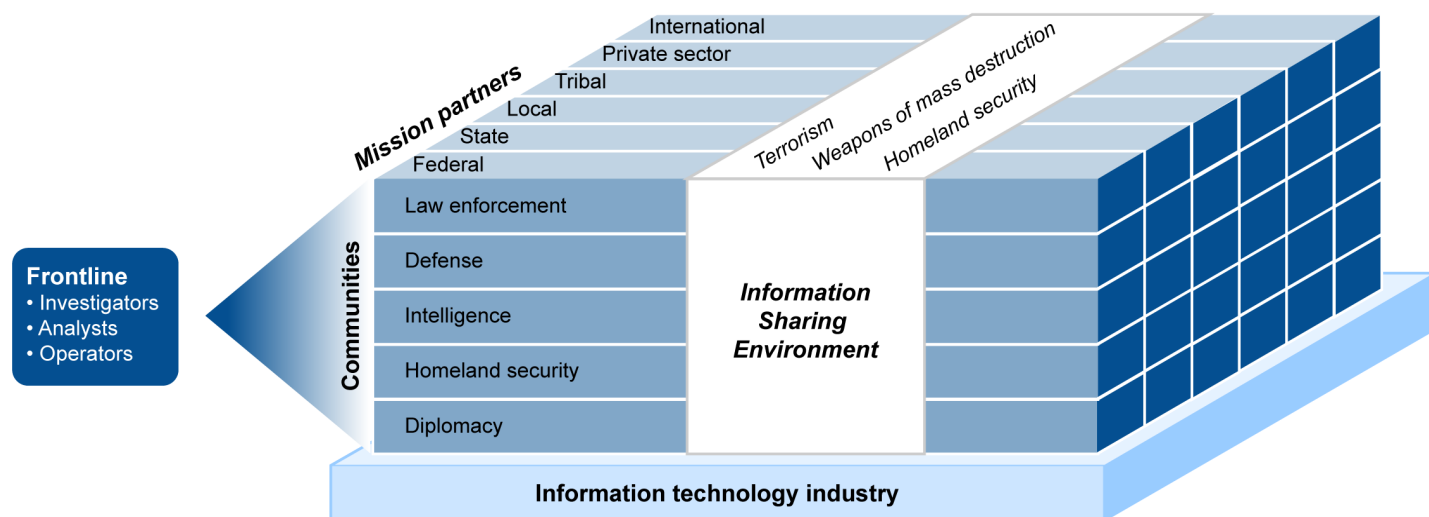 Mission partners
International
Private sector
Tribal
Local
State
Federal
Terrorism
Weapons of mass destruction
Homeland security
Communities
Law enforcement
Defense
Intelligence
Homeland security
Diplomacy
Information
Sharing
Environment
Frontline
• Investigators
• Analysts
• Operators
Information technology industry